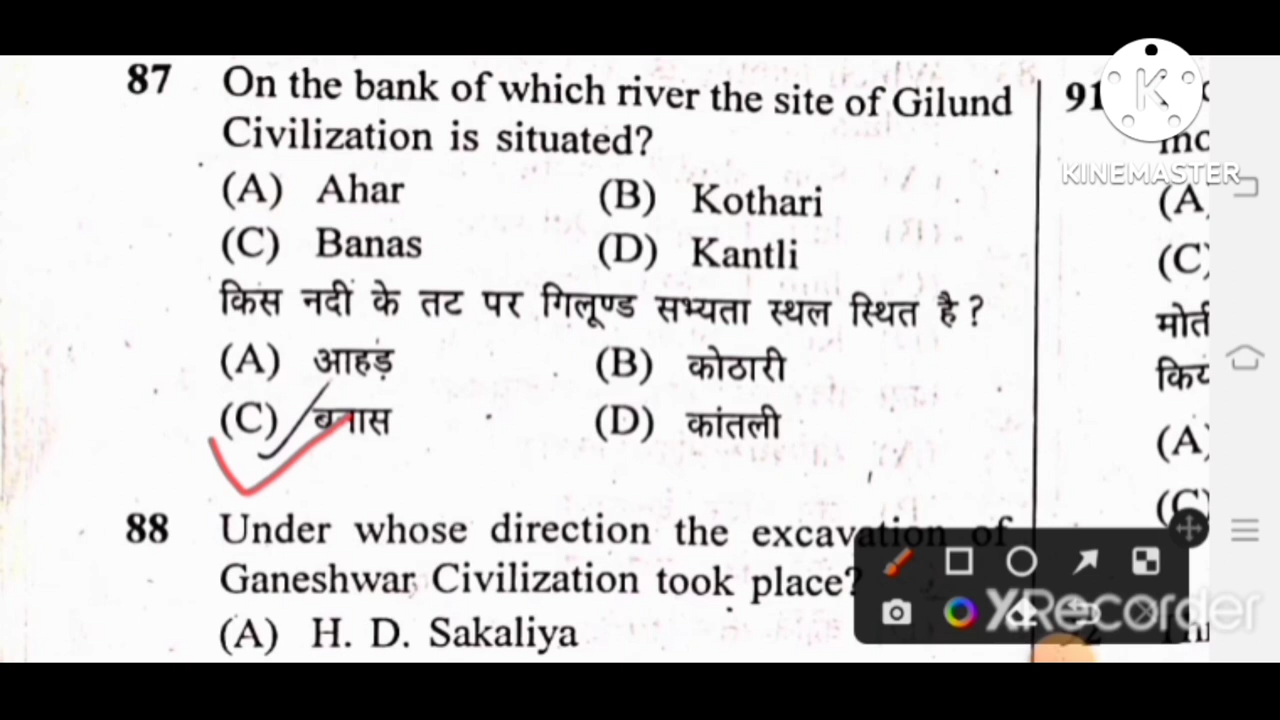 87 On the bank of which river the site of Gilund
Civilization is situated?
(A) Ahar (B) Kothari
(C) Banas (D) Kantli
किस नदी के तट पर गिलूण्ड सभ्यता स्थल स्थित है ?
(A) आहड़ (B) कोठारी
(C) बनास (D) कांतली
88 Under whose direction the excavation of
Ganeshwar Civilization took place?
(A) H. D. Sakaliya
91
(A)
(C)
मोती
(A)
(C)
K
KINEMASTER
XRecorder